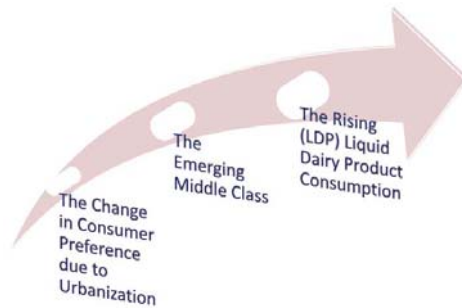 The Change
in Consumer
Preference
due to
Urbanization
The
Emerging
Middle Class
The Rising
(LDP) Liquid
Dairy Product
Consumption